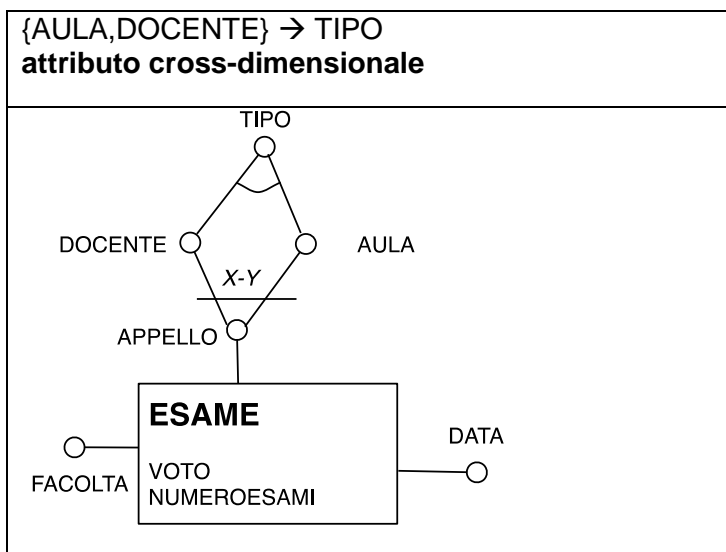 {AULA,DOCENTE} → TIPO
attributo cross-dimensionale
TIPO
DOCENTE
AULA
X-Y
APPELLO
ESAME
DATA
FACOLTA
VOTO
NUMEROESAMI